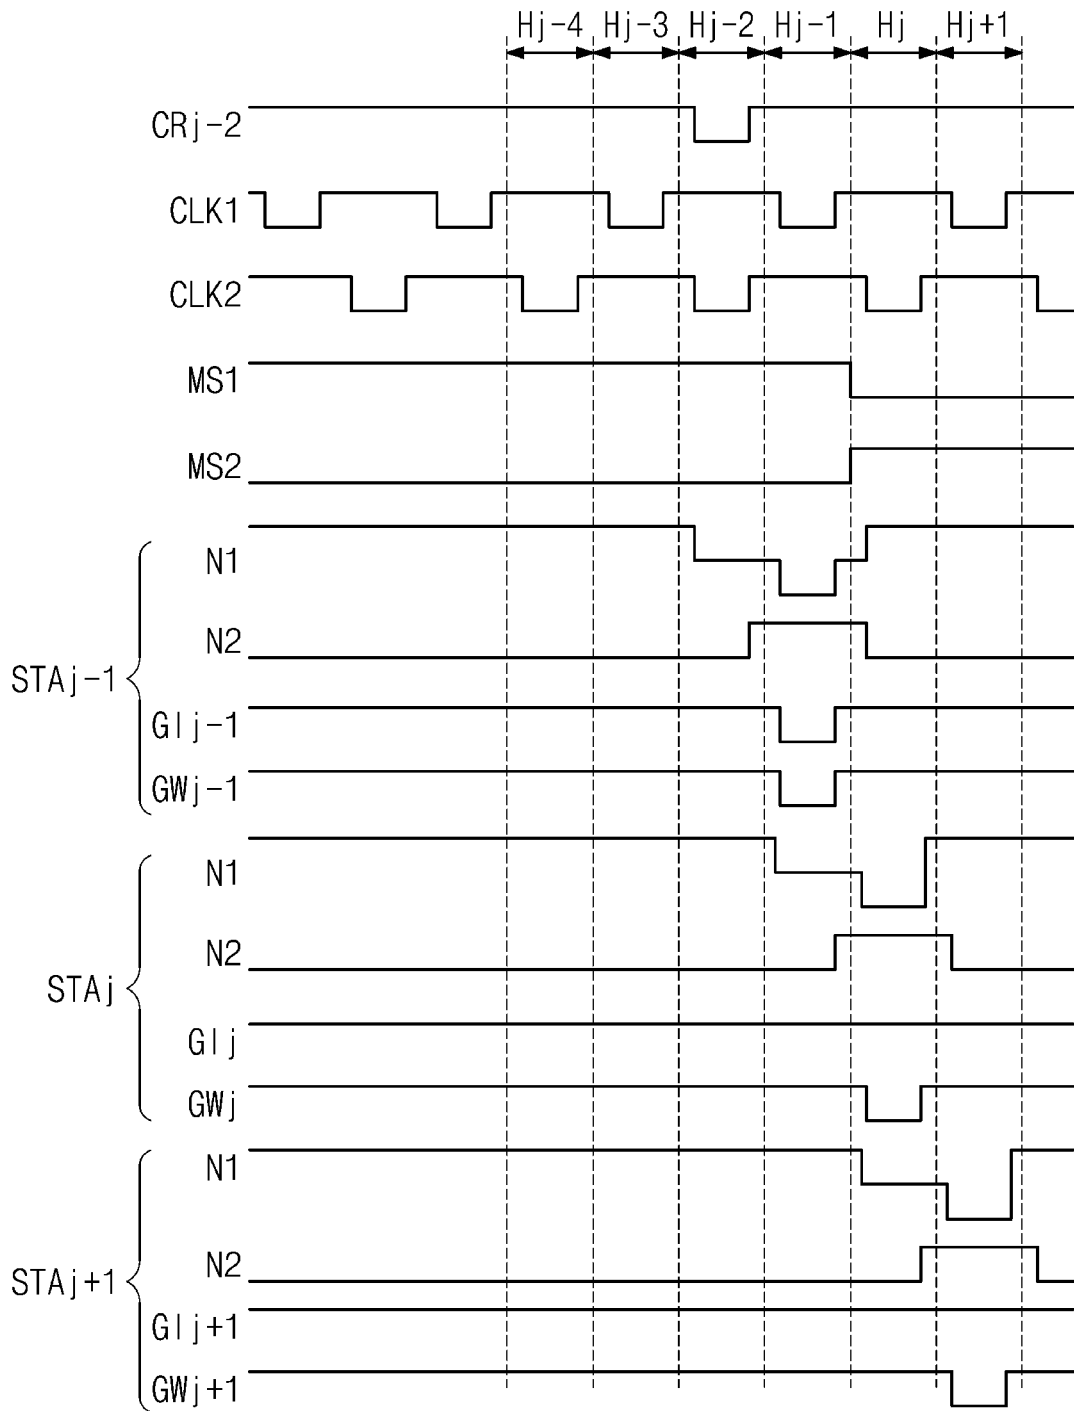 Hj-4 Hj-3 Hj-2 Hj-1 Hj Hj+1
CRj-2
CLK1
CLK2
MS1
MS2
STAj-1
N1
N2
GIj-1
GWj-1
STAj
N1
N2
GIj
GWj
STAj+1
N1
N2
GIj+1
GWj+1